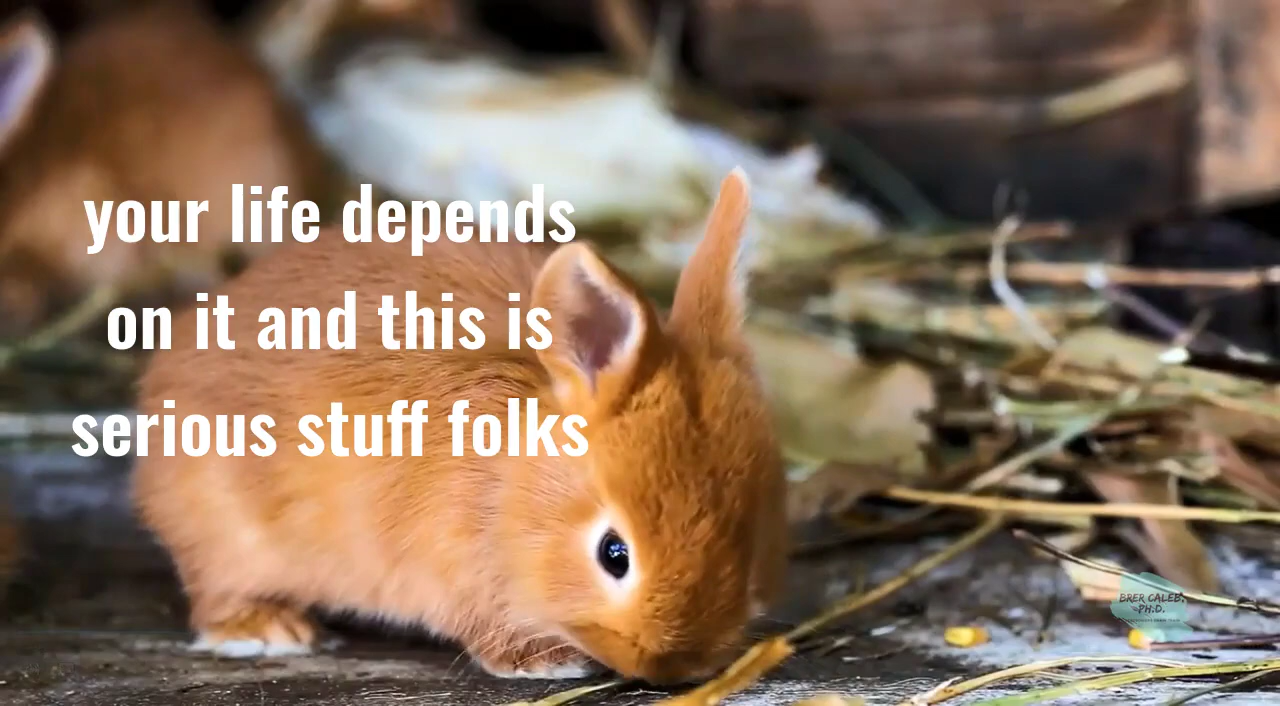 your life depends
on it and this is
serious stuff folks
BRER CALEB,
PH.D.